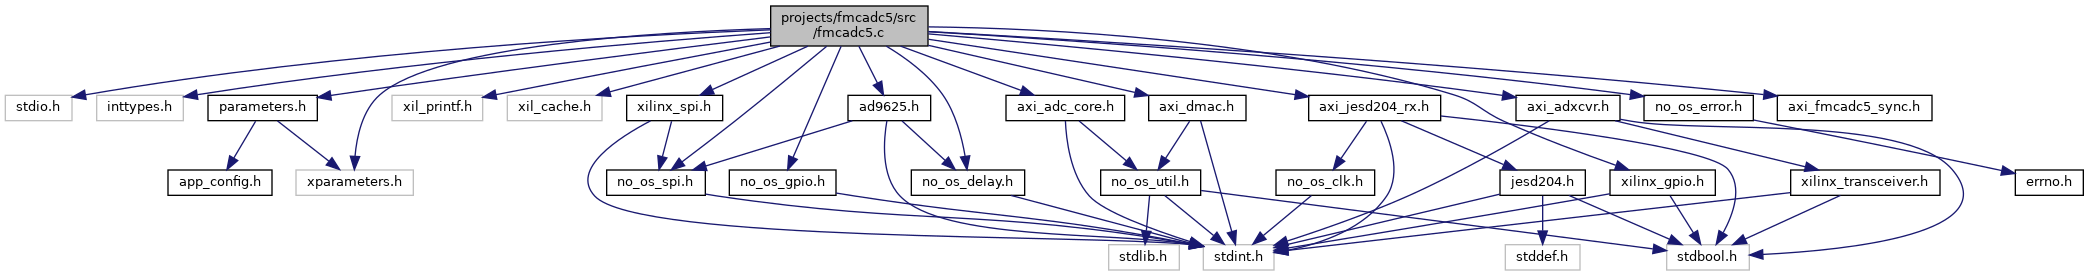 projects/fmcadc5/src
/fmcadc5.c
stdio.h
inttypes.h
parameters.h
xil_printf.h
xil_cache.h
xilinx_spi.h
ad9625.h
axi_adc_core.h
axi_dmac.h
axi_jesd204_rx.h
axi_adxcvr.h
no_os_error.h
axi_fmcadc5_sync.h
app_config.h
xparameters.h
no_os_spi.h
no_os_gpio.h
no_os_delay.h
no_os_util.h
no_os_clk.h
jesd204.h
xilinx_gpio.h
xilinx_transceiver.h
errno.h
stdlib.h
stdint.h
stddef.h
stdbool.h